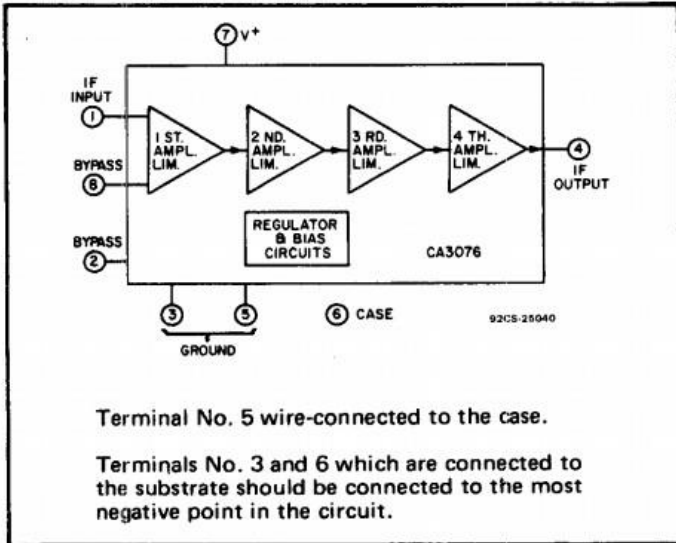 ⑦ V+
IF
INPUT
①
BYPASS
⑧
BYPASS
②
1 ST.
AMPL.
LIM.
2 ND.
AMPL.
LIM.
3 RD.
AMPL.
LIM.
4 TH.
AMPL.
LIM.
④
IF
OUTPUT
REGULATOR
& BIAS
CIRCUITS
CA3076
③
⑤
GROUND
⑥ CASE
92CS-25040
Terminal No. 5 wire-connected to the case.
Terminals No. 3 and 6 which are connected to
the substrate should be connected to the most
negative point in the circuit.